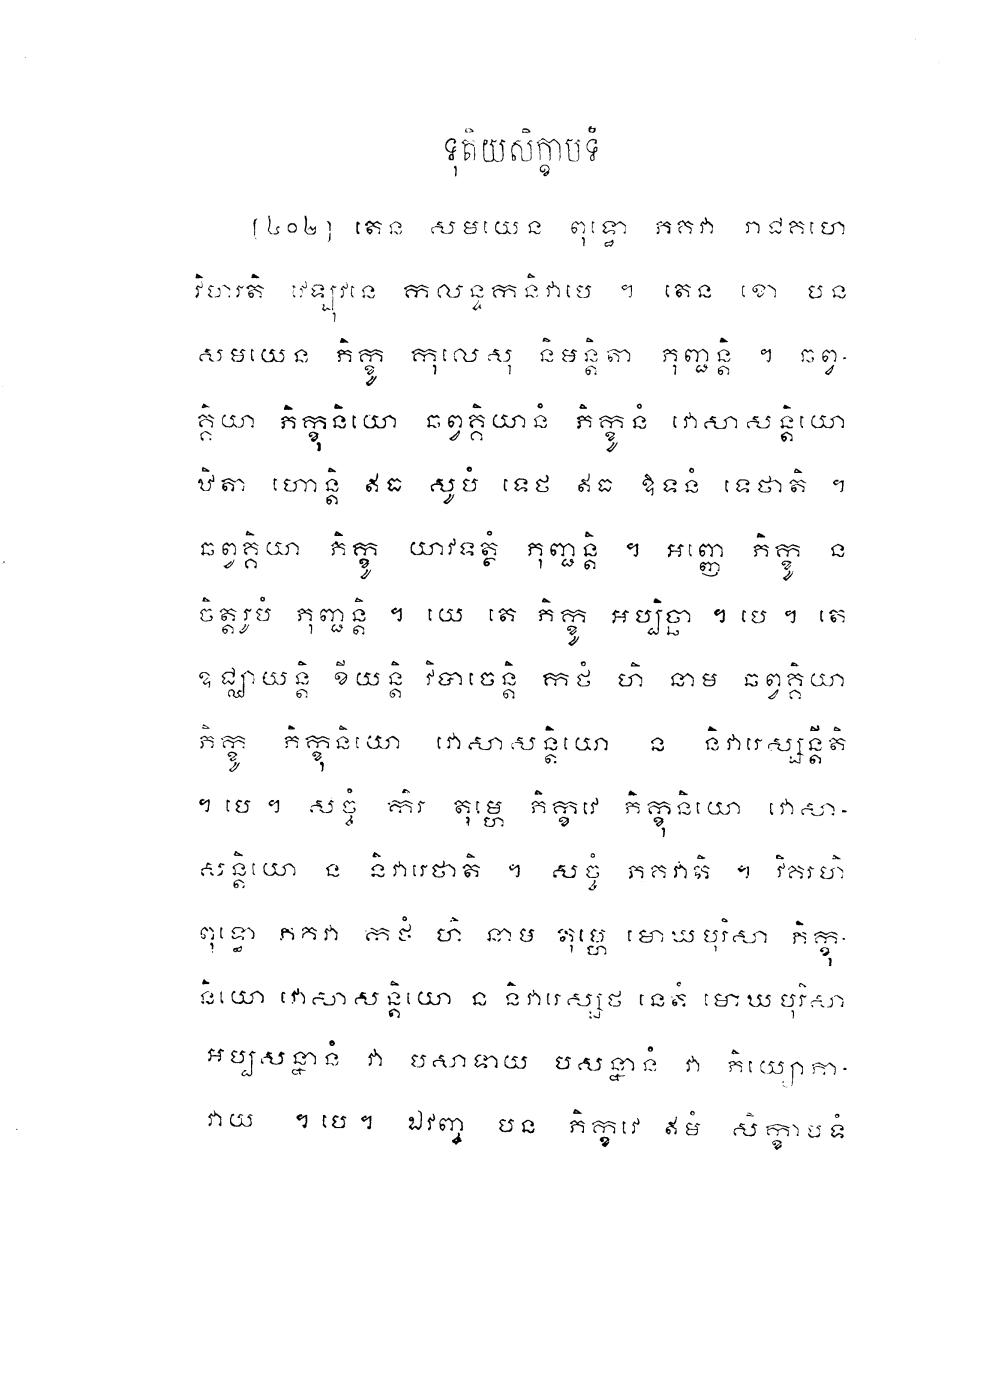 ទុតិយសិក្ខាបទំ
(៤០២) តេន សមយេន ពុទ្ធោ ភគវា រាជគហេ
វិហរតិ វេឡុវនេ កលន្ទកនិវាបេ ។ តេន ខោ បន
សមយេន ភិក្ខូ កុលេសុ និមន្តិតា ភុញ្ជន្តិ ។ ឆព្វ-
គ្គិយា ភិក្ខុនិយោ ឆព្វគ្គិយានំ ភិក្ខូនំ វោសាសន្តិយោ
ឋិតា ហោន្តិ ឥធ សូបំ ទេថ ឥធ ឱទនំ ទេថាតិ ។
ឆព្វគ្គិយា ភិក្ខូ យាវទត្ថំ ភុញ្ជន្តិ ។ អញ្ញេ ភិក្ខូ ន
ចិត្តរូបំ ភុញ្ជន្តិ ។ យេ តេ ភិក្ខូ អប្បិច្ឆា ។ បេ ។ តេ
ឧជ្ឈាយន្តិ ខីយន្តិ វិបាចេន្តិ កថំ ហិ នាម ឆព្វគ្គិយា
ភិក្ខូ ភិក្ខុនិយោ វោសាសន្តិយោ ន និវារេស្សន្តីតិ
។ បេ ។ សច្ចំ កិរ តុម្ហេ ភិក្ខវេ ភិក្ខុនិយោ វោសា-
សន្តិយោ ន និវារេថាតិ ។ សច្ចំ ភគវាតិ ។ វិគរហិ
ពុទ្ធោ ភគវា កថំ ហិ នាម តុម្ហេ មោឃបុរិសា ភិក្ខុ-
និយោ វោសាសន្តិយោ ន និវារេស្សថ នេតំ មោឃបុរិសា
អប្បសន្នានំ វា បសាទាយ បសន្នានំ វា ភិយ្យោភា-
វាយ ។ បេ ។ ឯវញ្ច បន ភិក្ខវេ ឥមំ សិក្ខាបទំ